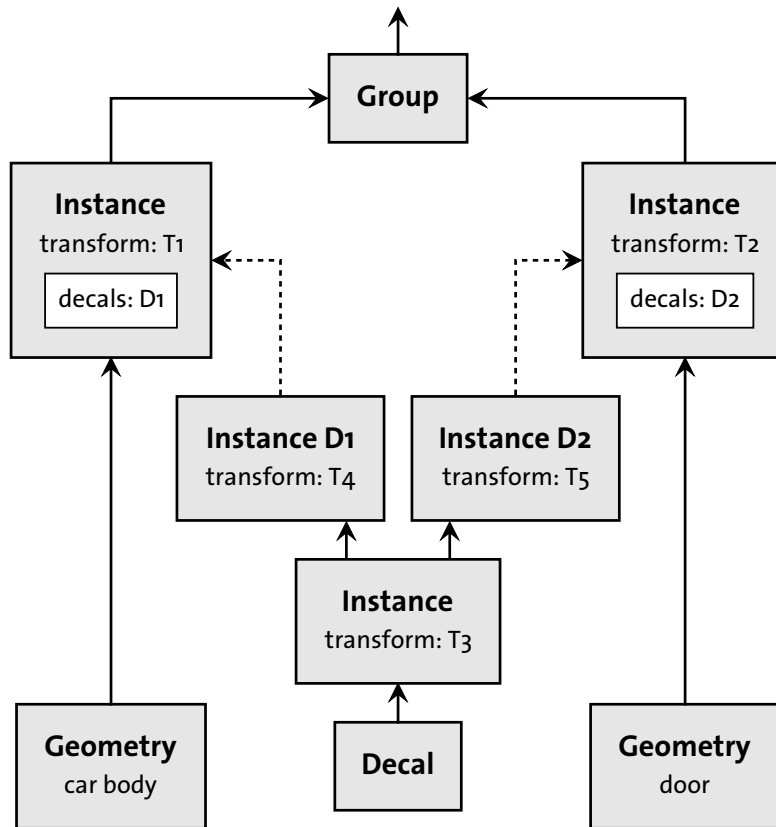 Group
Instance
transform: T1
decals: D1
Instance
transform: T2
decals: D2
Instance D1
transform: T4
Instance D2
transform: T5
Instance
transform: T3
Geometry
car body
Decal
Geometry
door